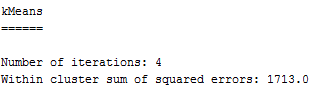 kMeans
======
Number of iterations: 4
Within cluster sum of squared errors: 1713.0